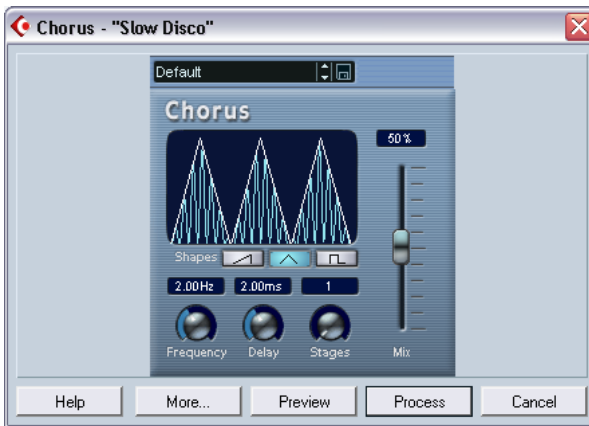 Chorus - "Slow Disco"
Default
Chorus
50%
Shapes
2.00Hz 2.00ms 1
Frequency Delay Stages Mix
Help More... Preview Process Cancel